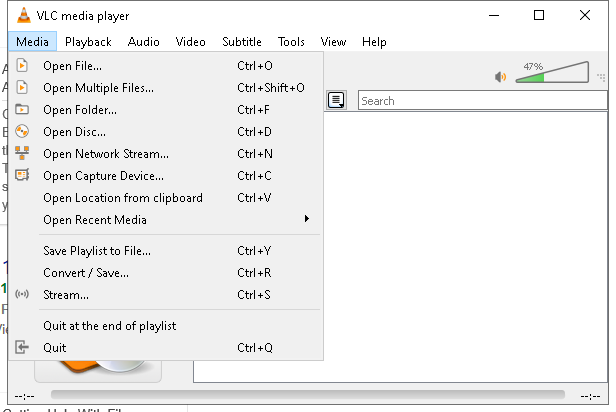 VLC media player
Media Playback Audio Video Subtitle Tools View Help
Open File... Ctrl+O
47%
Open Multiple Files... Ctrl+Shift+O
Open Folder... Ctrl+F
Search
Open Disc... Ctrl+D
Open Network Stream... Ctrl+N
Open Capture Device... Ctrl+C
Open Location from clipboard Ctrl+V
Open Recent Media
Save Playlist to File... Ctrl+Y
Convert / Save... Ctrl+R
Stream... Ctrl+S
Quit at the end of playlist
Quit Ctrl+Q
--:-- --:--